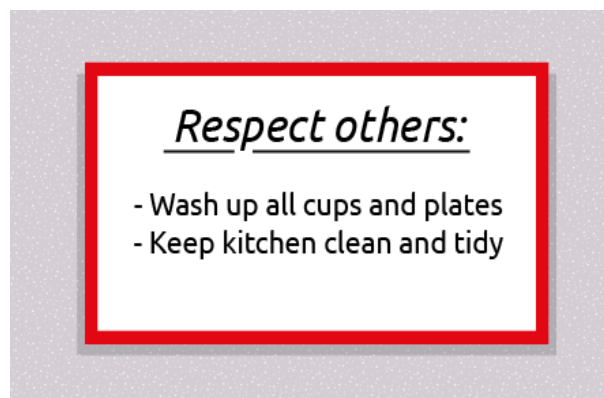 Respect others:
- Wash up all cups and plates
- Keep kitchen clean and tidy